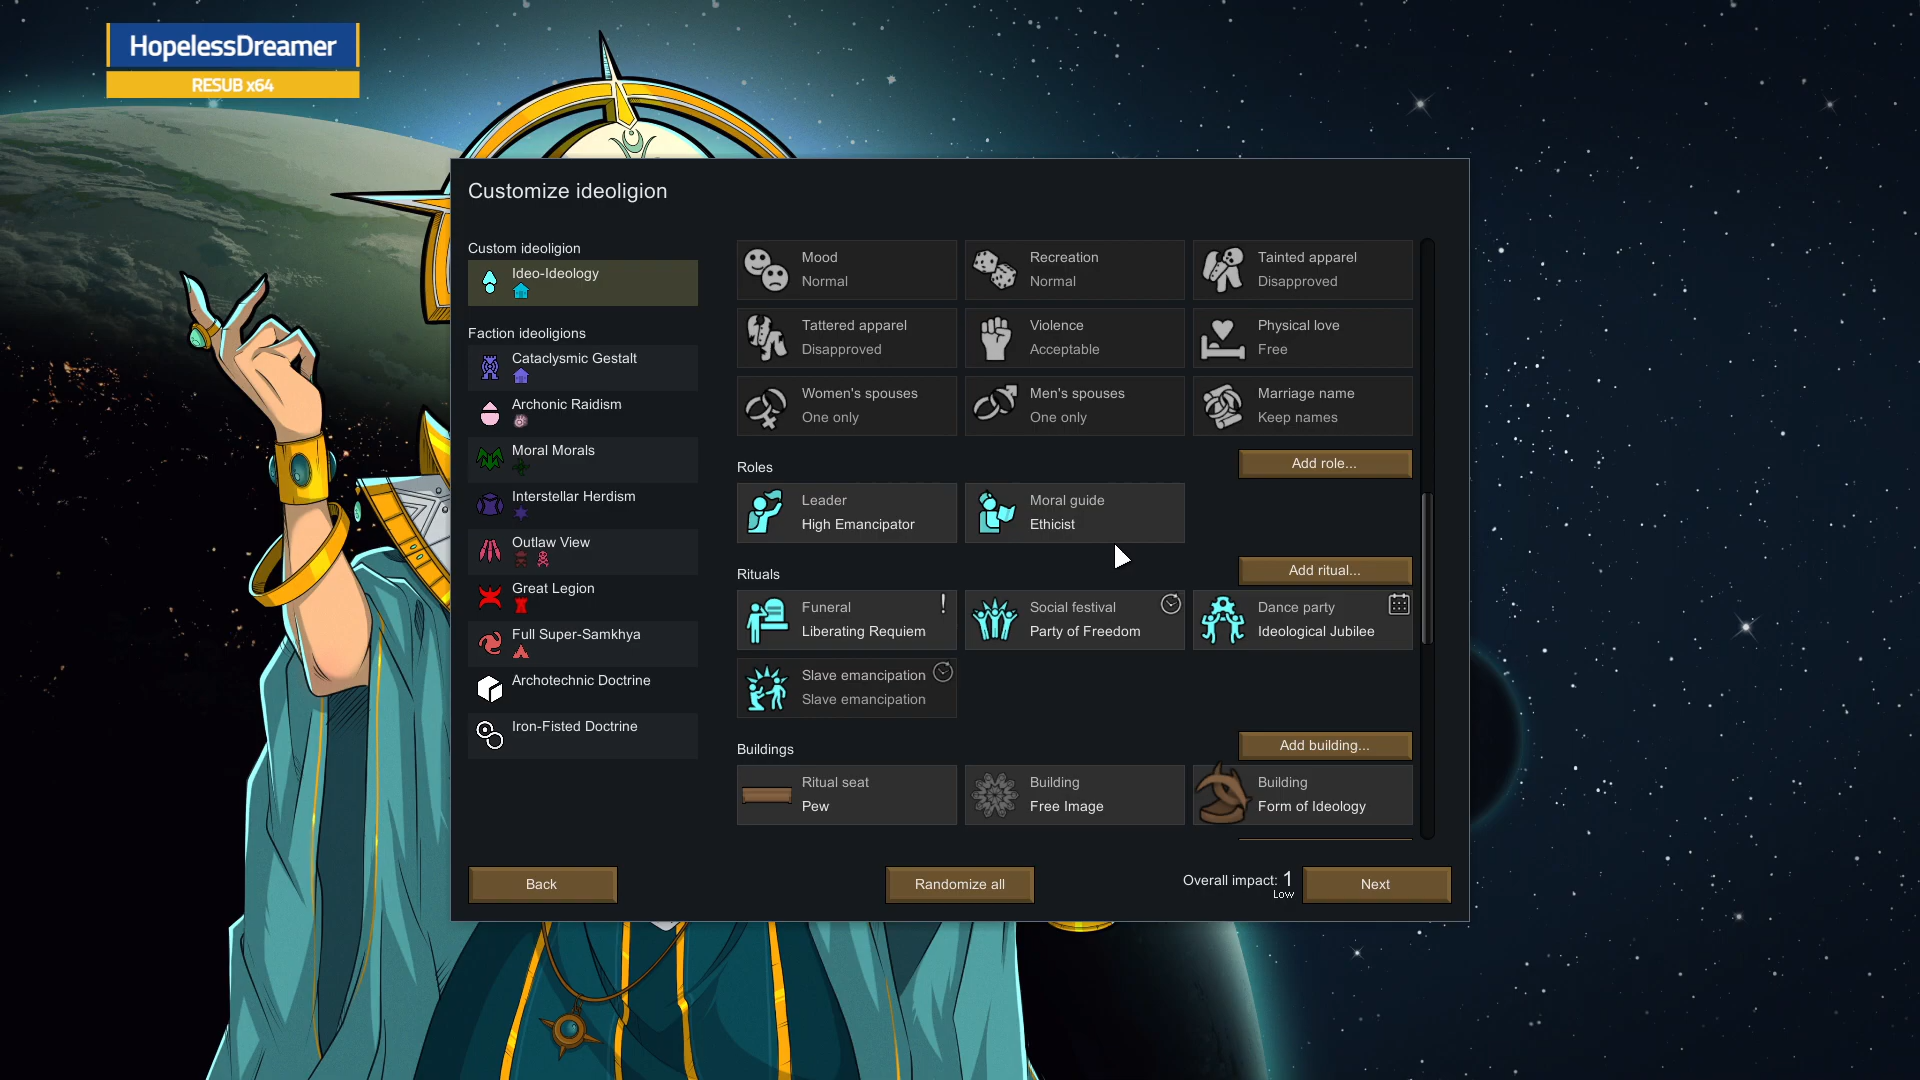 HopelessDreamer
RESUB x64
Customize ideoligion
Custom ideoligion
Ideo-Ideology
Faction ideoligions
Cataclysmic Gestalt
Archonic Raidism
Moral Morals
Interstellar Herdism
Outlaw View
Great Legion
Full Super-Samkhya
Archotechnic Doctrine
Iron-Fisted Doctrine
Mood
Normal
Recreation
Normal
Tainted apparel
Disapproved
Tattered apparel
Disapproved
Violence
Acceptable
Physical love
Free
Women's spouses
One only
Men's spouses
One only
Marriage name
Keep names
Roles
Add role...
Leader
High Emancipator
Moral guide
Ethicist
Rituals
Add ritual...
Funeral
Liberating Requiem
Social festival
Party of Freedom
Dance party
Ideological Jubilee
Slave emancipation
Slave emancipation
Buildings
Add building...
Ritual seat
Pew
Building
Free Image
Building
Form of Ideology
Back
Randomize all
Overall impact: 1
Low
Next